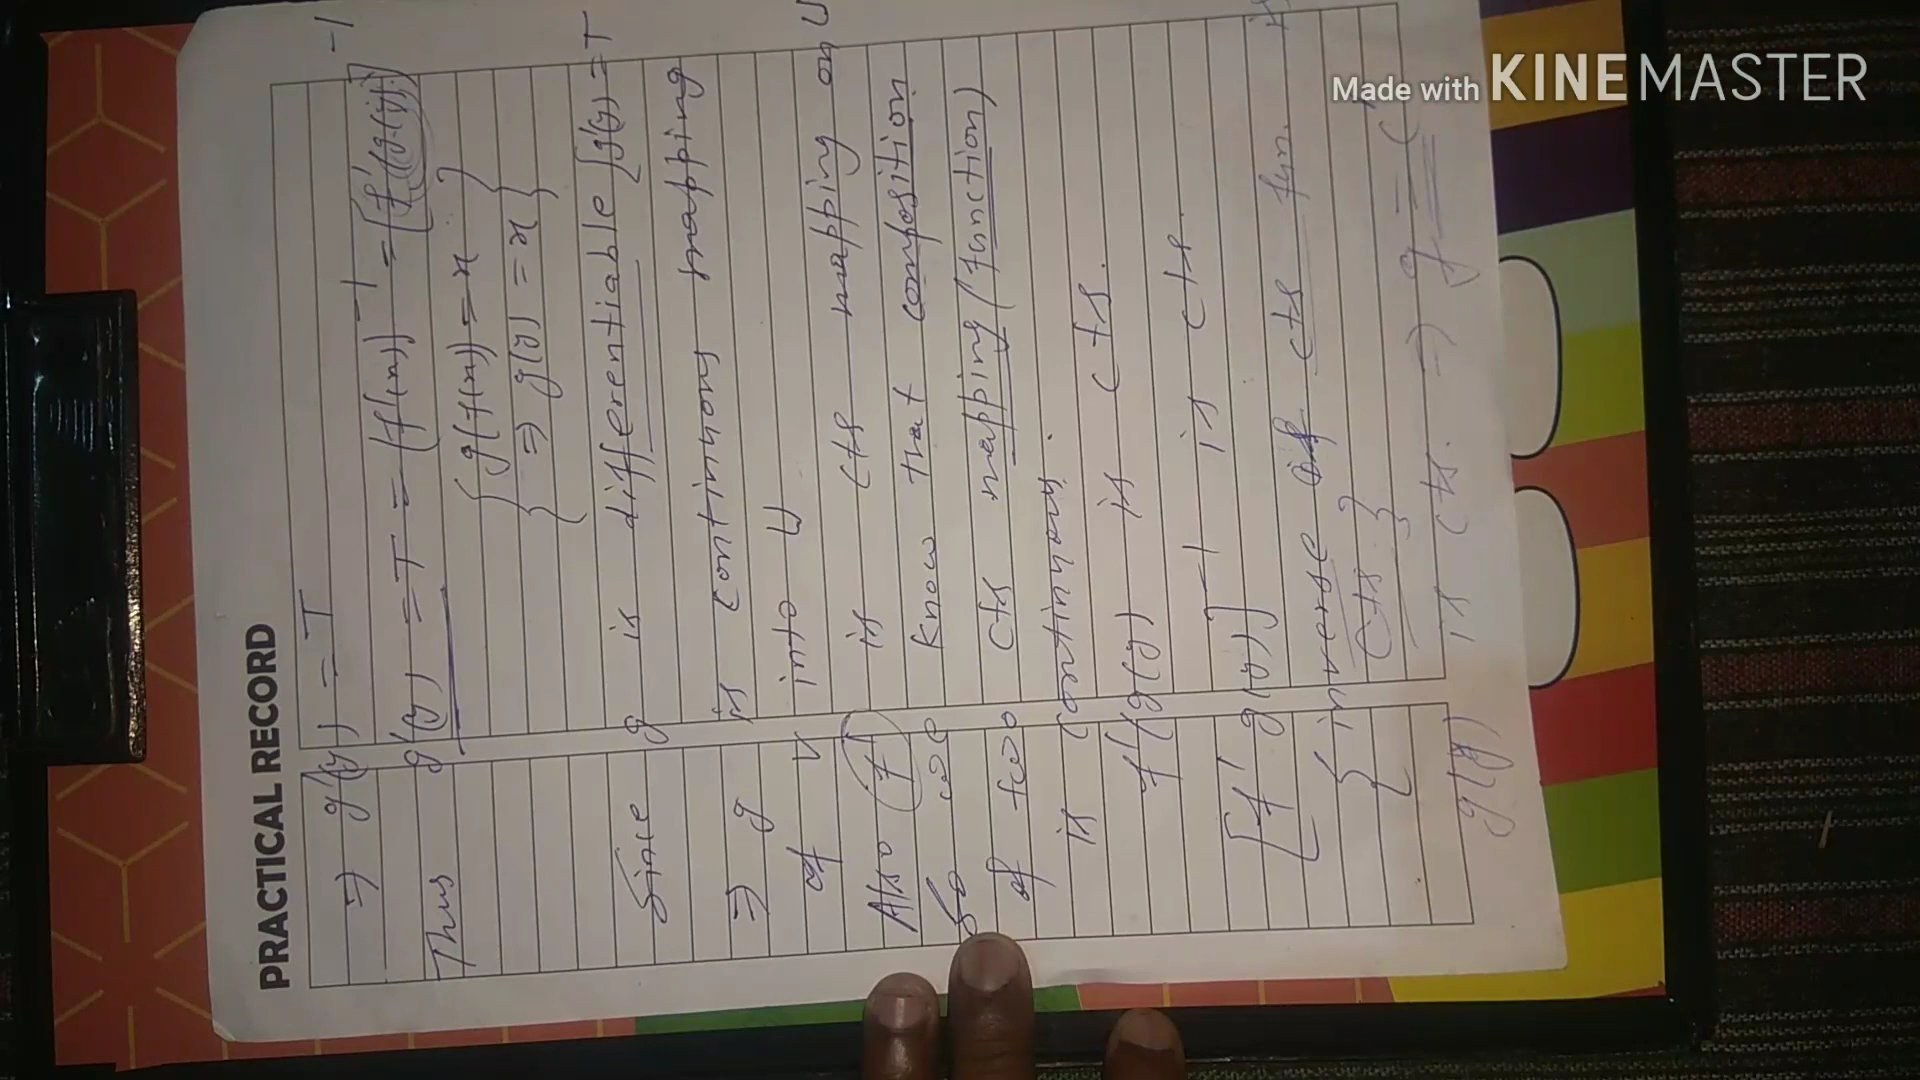 Made with KINEMASTER
PRACTICAL RECORD
⇒ g'(y) = T
Thus g'(y) = T = [f'(x)]⁻¹ = [f'(g(y))]⁻¹
{ g(f(x)) = x }
{ ⇒ g(y) = x }
Since g is differentiable {g'(y) = T
⇒ g is continuous mapping
of V into U
Also f' is cts mapping on U
So we know that composition
of two cts mapping (function)
is continuous.
f'(g(y)) is cts.
[f' g(y)]⁻¹ is cts.
{ inverse of cts fun. is
cts }
g'(y) is cts. ⇒ g = C'